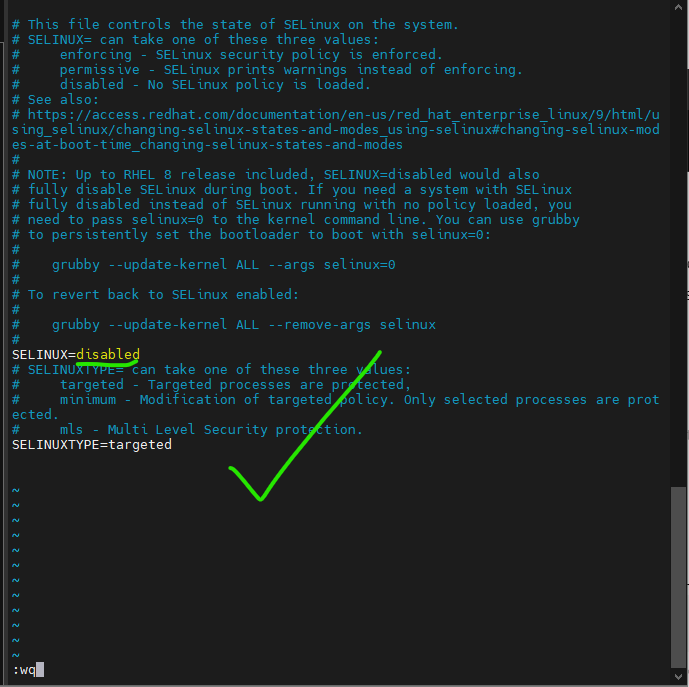 # This file controls the state of SELinux on the system.
# SELINUX= can take one of these three values:
#     enforcing - SELinux security policy is enforced.
#     permissive - SELinux prints warnings instead of enforcing.
#     disabled - No SELinux policy is loaded.
# See also:
# https://access.redhat.com/documentation/en-us/red_hat_enterprise_linux/9/html/u
sing_selinux/changing-selinux-states-and-modes_using-selinux#changing-selinux-mod
es-at-boot-time_changing-selinux-states-and-modes
#
# NOTE: Up to RHEL 8 release included, SELINUX=disabled would also
# fully disable SELinux during boot. If you need a system with SELinux
# fully disabled instead of SELinux running with no policy loaded, you
# need to pass selinux=0 to the kernel command line. You can use grubby
# to persistently set the bootloader to boot with selinux=0:
#
#    grubby --update-kernel ALL --args selinux=0
#
# To revert back to SELinux enabled:
#
#    grubby --update-kernel ALL --remove-args selinux
#
SELINUX=disabled
# SELINUXTYPE= can take one of these three values:
#     targeted - Targeted processes are protected,
#     minimum - Modification of targeted policy. Only selected processes are prot
ected.
#     mls - Multi Level Security protection.
SELINUXTYPE=targeted
~
~
~
~
~
~
~
~
~
~
~
~
:wq